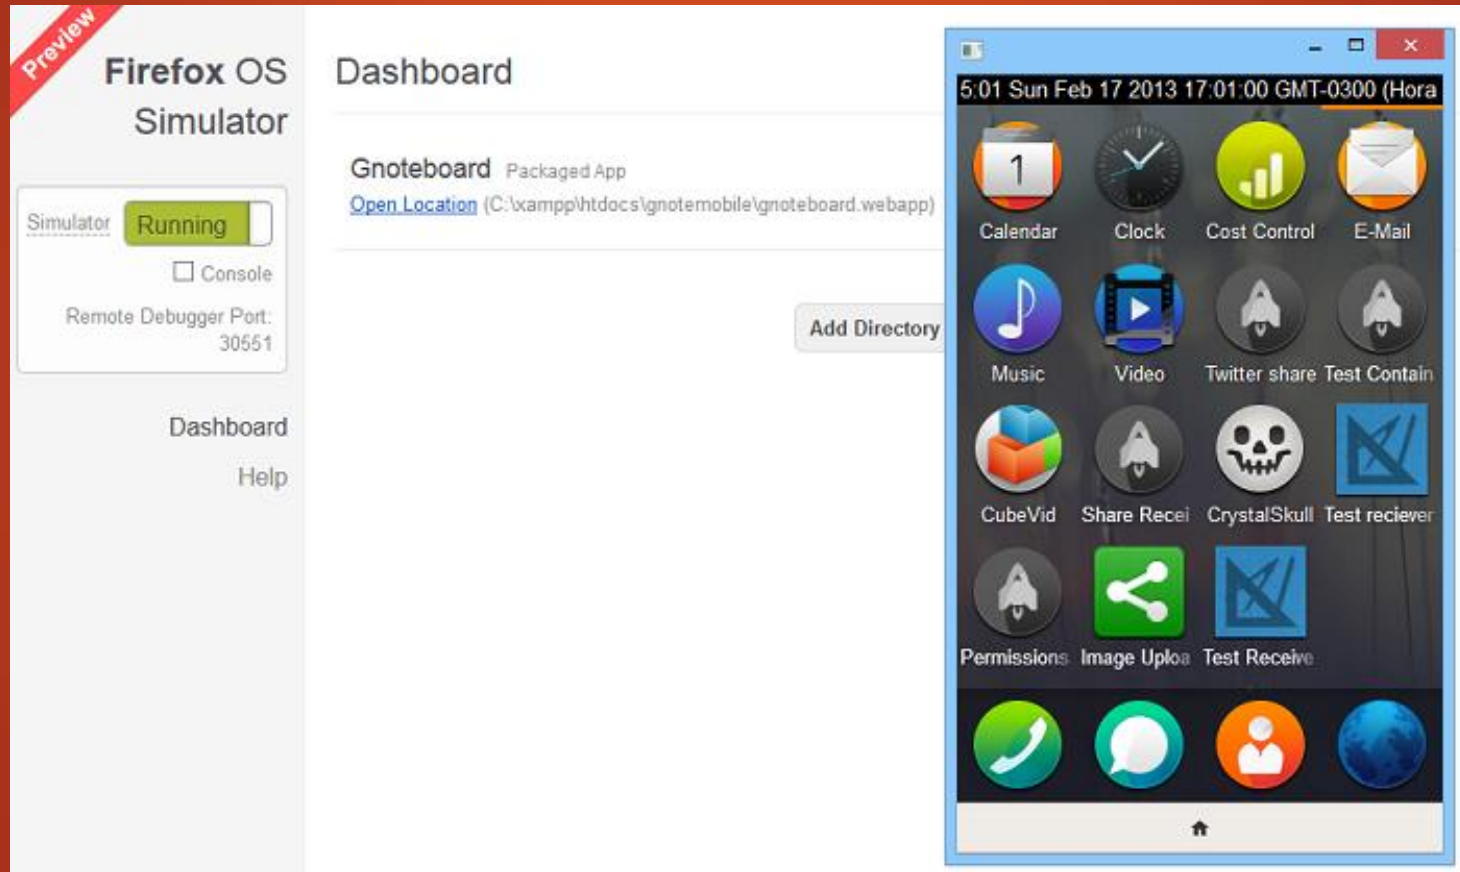 Preview
Firefox OS
Simulator
Simulator Running
Console
Remote Debugger Port:
30551
Dashboard
Help
Dashboard
Gnoteboard Packaged App
Open Location (C:\xampp\htdocs\gnotemobile\gnoteboard.webapp)
Add Directory
5:01 Sun Feb 17 2013 17:01:00 GMT-0300 (Hora
1
Calendar Clock Cost Control E-Mail
Music Video Twitter share Test Contain
CubeVid Share Recei CrystalSkull Test reciever
Permissions Image Uploa Test Receive